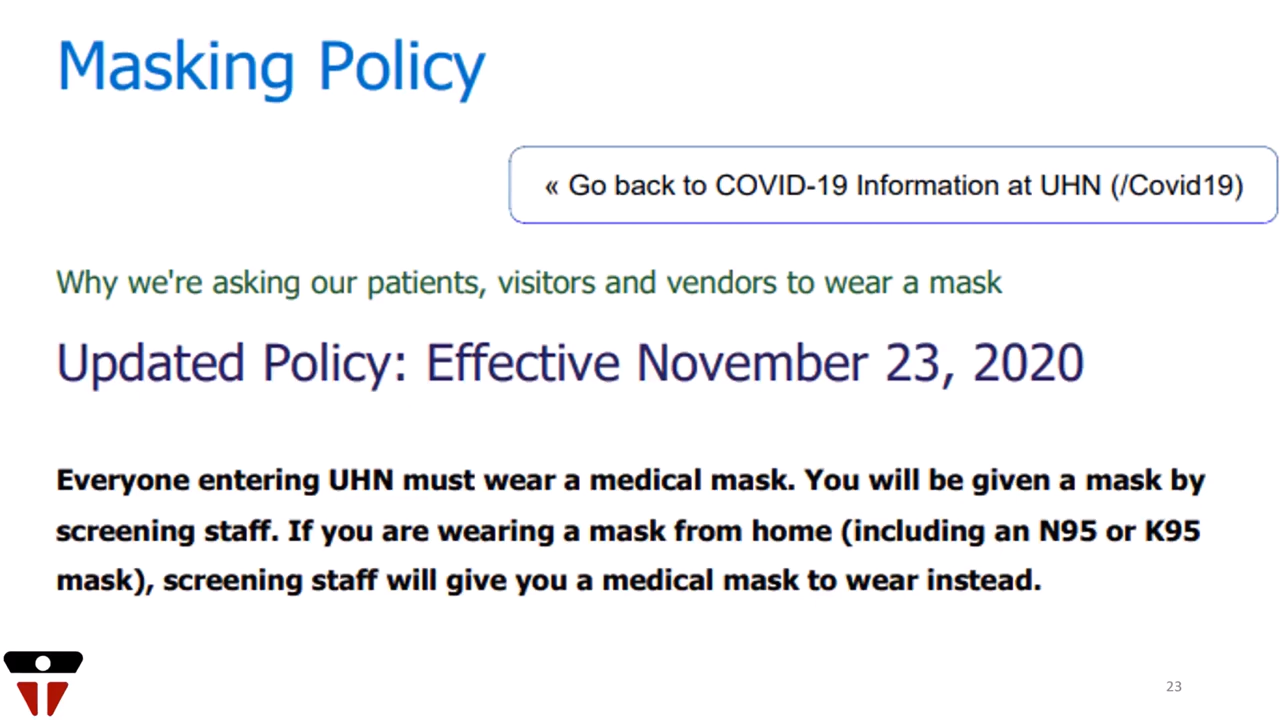 Masking Policy
« Go back to COVID-19 Information at UHN (/Covid19)
Why we're asking our patients, visitors and vendors to wear a mask
Updated Policy: Effective November 23, 2020
Everyone entering UHN must wear a medical mask. You will be given a mask by
screening staff. If you are wearing a mask from home (including an N95 or K95
mask), screening staff will give you a medical mask to wear instead.
23